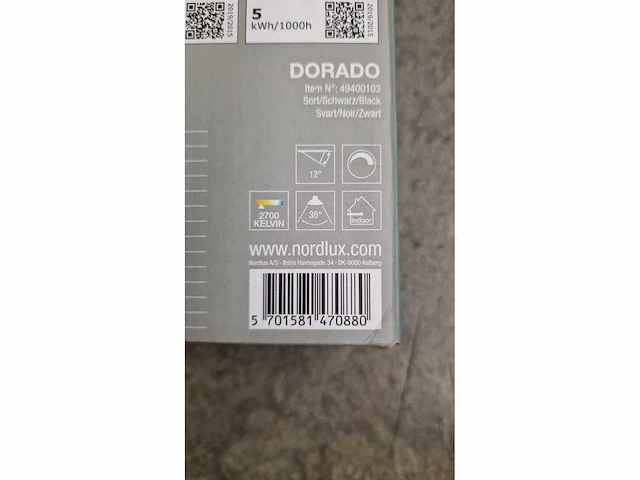 2019/2015
5
kWh/1000h
2019/2015
DORADO
Item N°: 49400103
Sort/Schwarz/Black
Svart/Noir/Zwart
12°
2700
KELVIN
36°
Indoor
www.nordlux.com
Nordlux A/S - Østre Havnegade 34 - DK-9000 Aalborg
5 701581 470880